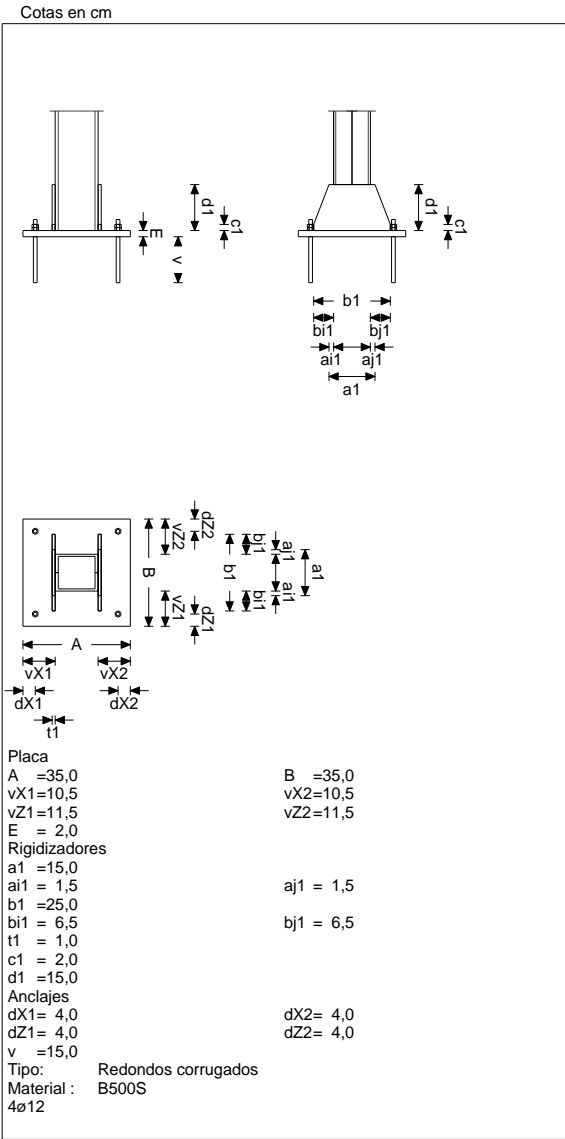 Cotas en cm
E
v
d1
c1
d1
c1
b1
bi1
bj1
ai1
aj1
a1
dZ2
vZ2
B
vZ1
dZ1
b1
bj1
bi1
aj1
ai1
a1
A
vX1
vX2
dX1
dX2
t1
Placa
A =35,0 B =35,0
vX1=10,5 vX2=10,5
vZ1=11,5 vZ2=11,5
E = 2,0
Rigidizadores
a1 =15,0
ai1 = 1,5 aj1 = 1,5
b1 =25,0
bi1 = 6,5 bj1 = 6,5
t1 = 1,0
c1 = 2,0
d1 =15,0
Anclajes
dX1= 4,0 dX2= 4,0
dZ1= 4,0 dZ2= 4,0
v =15,0
Tipo: Redondos corrugados
Material : B500S
4ø12